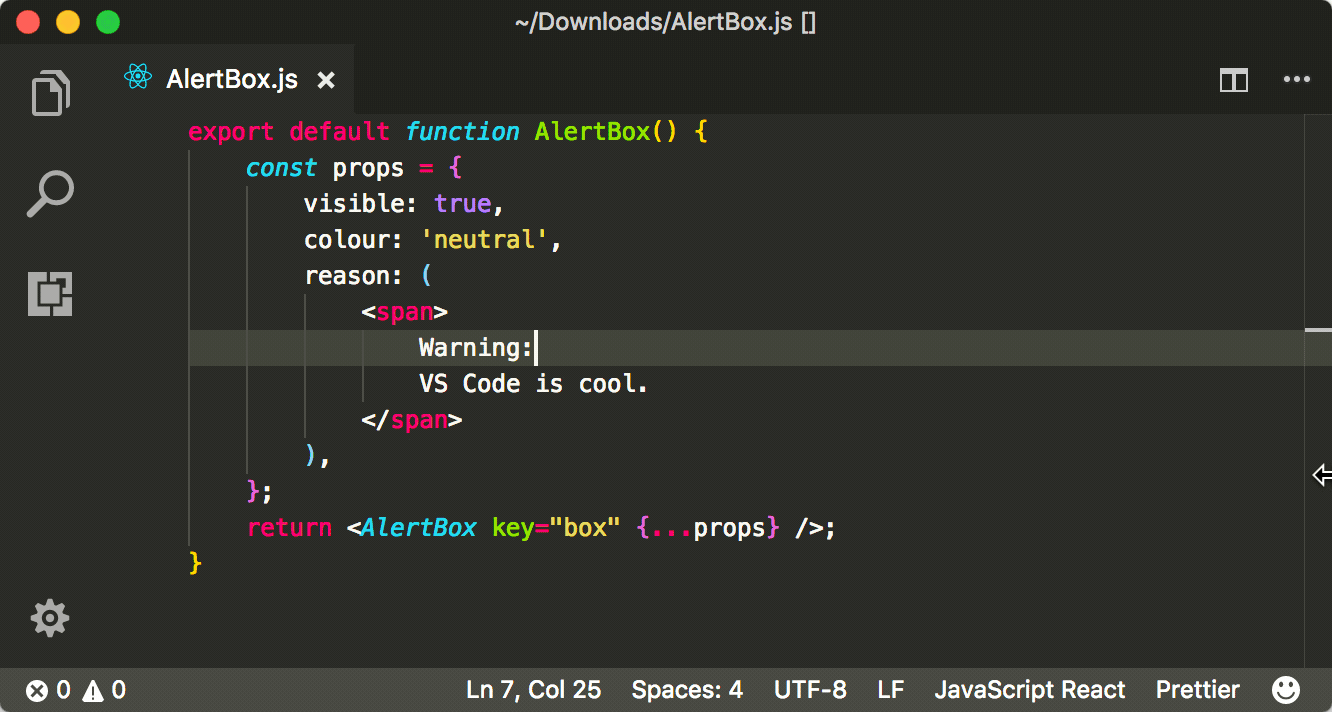 ~/Downloads/AlertBox.js []
AlertBox.js
export default function AlertBox() {
    const props = {
        visible: true,
        colour: 'neutral',
        reason: (
            <span>
                Warning:
                VS Code is cool.
            </span>
        ),
    };
    return <AlertBox key="box" {...props} />;
}
0 0 Ln 7, Col 25 Spaces: 4 UTF-8 LF JavaScript React Prettier